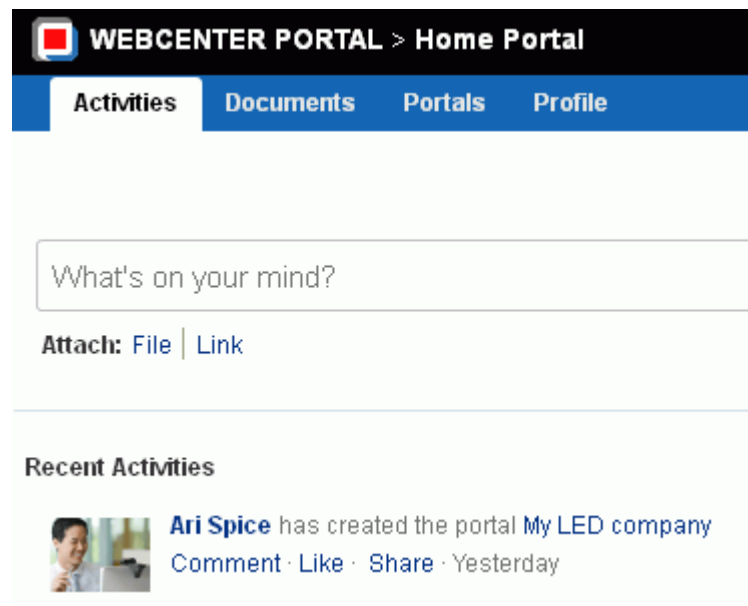 WEBCENTER PORTAL > Home Portal
Activities Documents Portals Profile
What's on your mind?
Attach: File | Link
Recent Activities
Ari Spice has created the portal My LED company
Comment · Like · Share · Yesterday